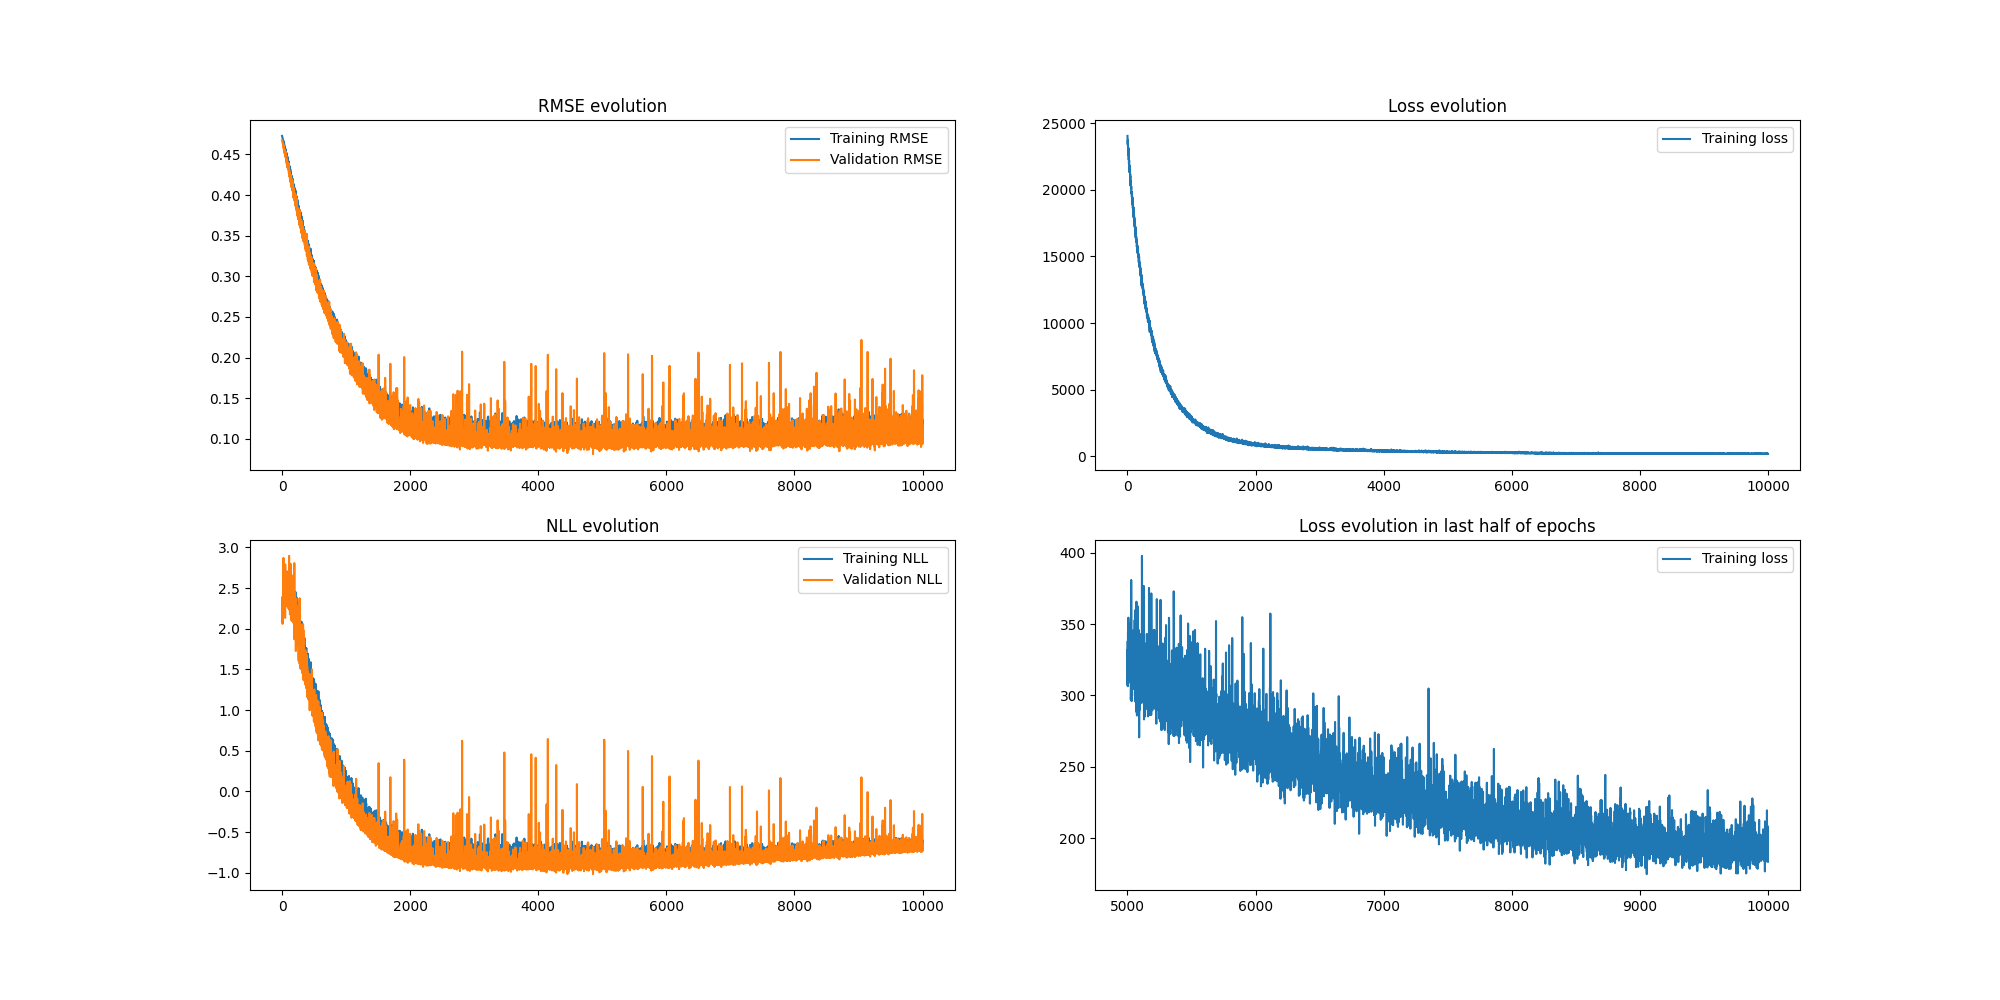 RMSE evolution
Training RMSE
Validation RMSE
0.45
0.40
0.35
0.30
0.25
0.20
0.15
0.10
0 2000 4000 6000 8000 10000
Loss evolution
Training loss
25000
20000
15000
10000
5000
0
0 2000 4000 6000 8000 10000
NLL evolution
Training NLL
Validation NLL
3.0
2.5
2.0
1.5
1.0
0.5
0.0
−0.5
−1.0
0 2000 4000 6000 8000 10000
Loss evolution in last half of epochs
Training loss
400
350
300
250
200
5000 6000 7000 8000 9000 10000